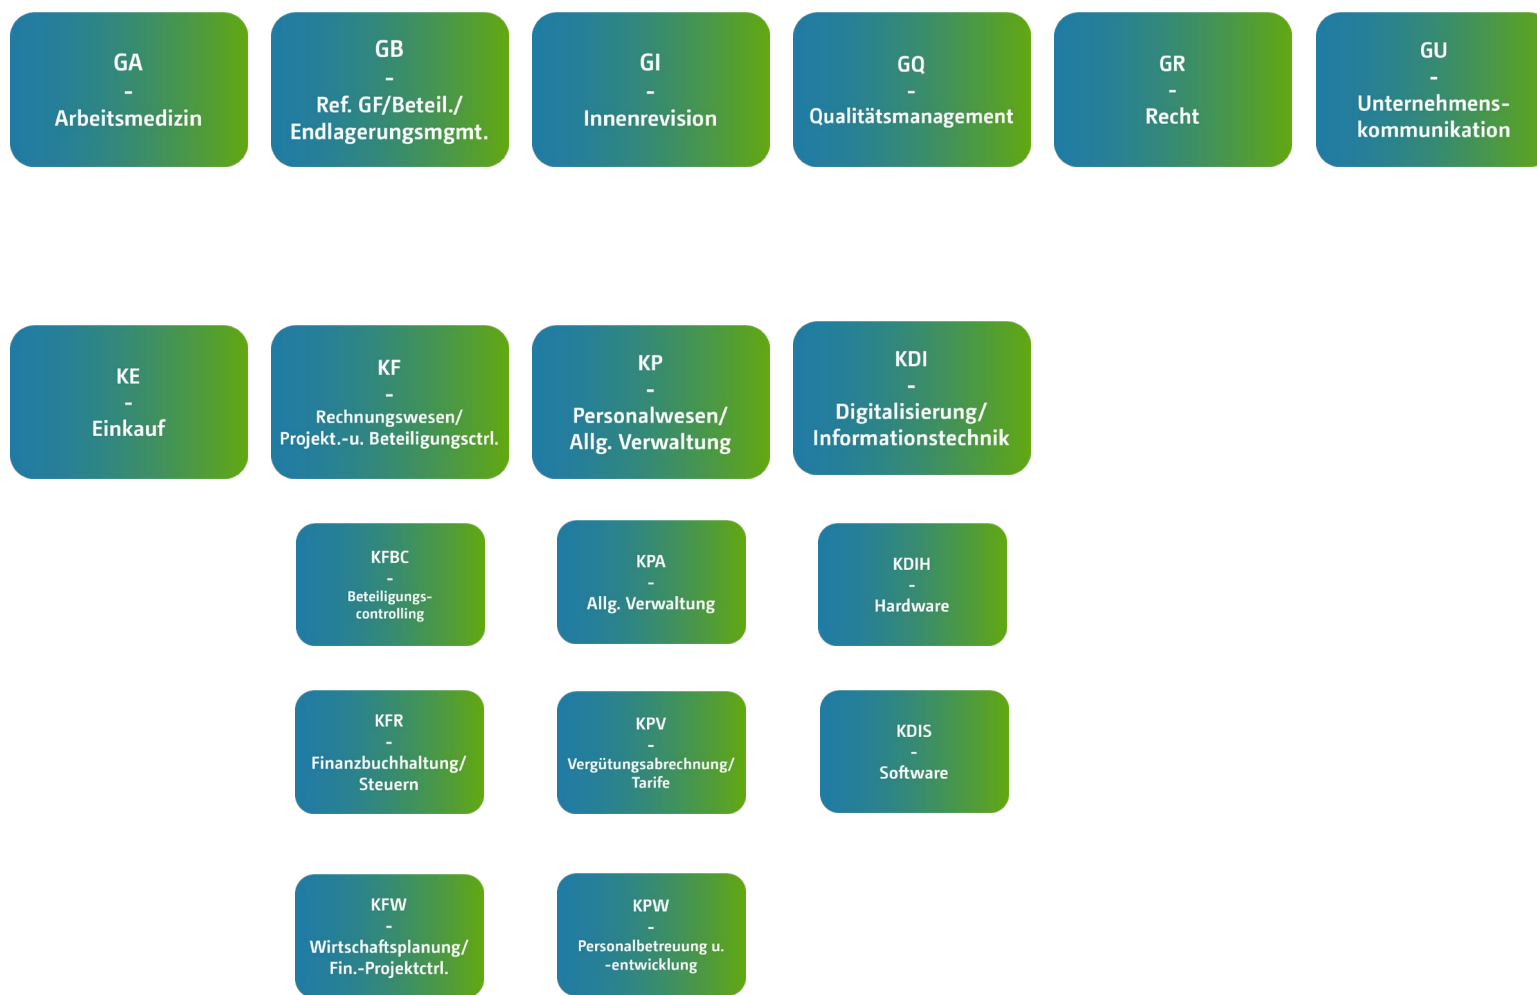 GA
-
Arbeitsmedizin
GB
-
Ref. GF/Beteil./
Endlagerungsmgmt.
GI
-
Innenrevision
GQ
-
Qualitätsmanagement
GR
-
Recht
GU
-
Unternehmens-
kommunikation
KE
-
Einkauf
KF
-
Rechnungswesen/
Projekt.-u. Beteiligungsctrl.
KP
-
Personalwesen/
Allg. Verwaltung
KDI
-
Digitalisierung/
Informationstechnik
KFBC
-
Beteiligungs-
controlling
KPA
-
Allg. Verwaltung
KDIH
-
Hardware
KFR
-
Finanzbuchhaltung/
Steuern
KPV
-
Vergütungsabrechnung/
Tarife
KDIS
-
Software
KFW
-
Wirtschaftsplanung/
Fin.-Projektctrl.
KPW
-
Personalbetreuung u.
-entwicklung